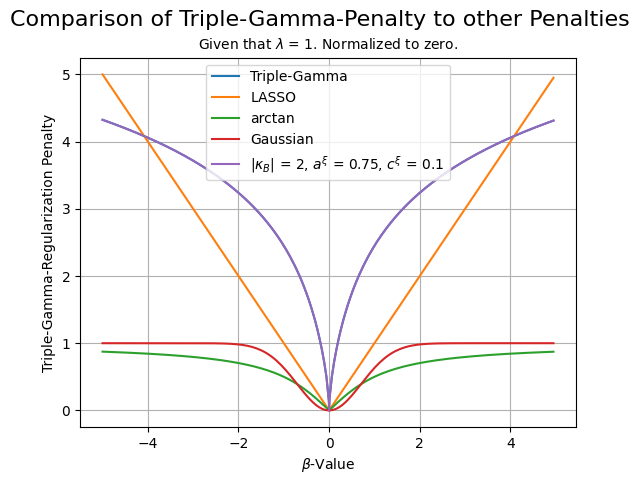 Comparison of Triple-Gamma-Penalty to other Penalties
Given that λ = 1. Normalized to zero.
Triple-Gamma
LASSO
arctan
Gaussian
|κ_B| = 2, a^ξ = 0.75, c^ξ = 0.1
Triple-Gamma-Regularization Penalty
5
4
3
2
1
0
−4 −2 0 2 4
β-Value